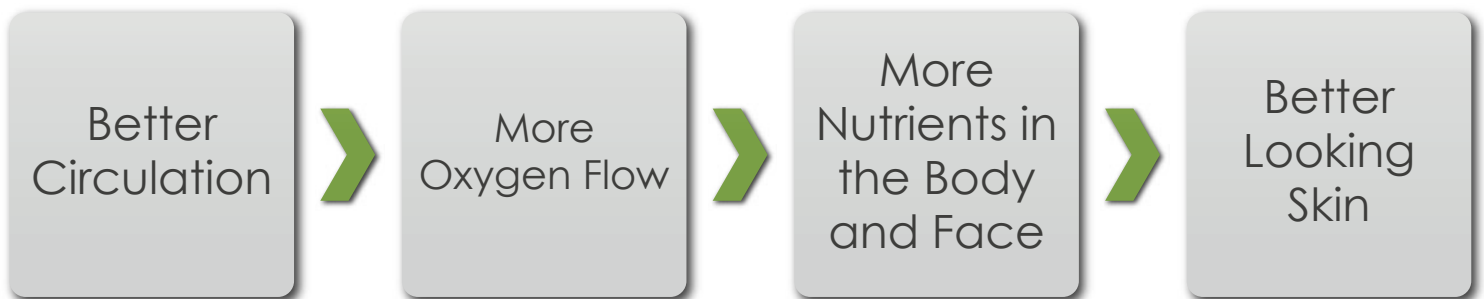 Better
Circulation
More
Oxygen Flow
More
Nutrients in
the Body
and Face
Better
Looking
Skin